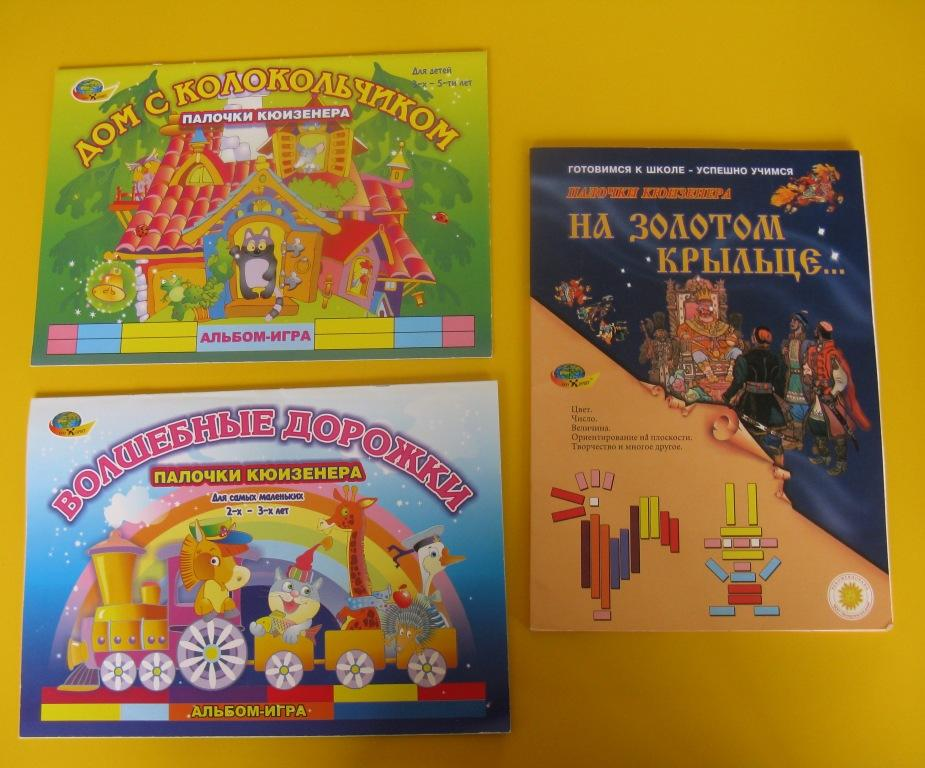 ДОМ С КОЛОКОЛЬЧИКОМ
Для детей
3-х - 5-ти лет
ПАЛОЧКИ КЮИЗЕНЕРА
АЛЬБОМ-ИГРА
ВОЛШЕБНЫЕ ДОРОЖКИ
ПАЛОЧКИ КЮИЗЕНЕРА
Для самых маленьких
2-х - 3-х лет
АЛЬБОМ-ИГРА
ГОТОВИМСЯ К ШКОЛЕ - УСПЕШНО УЧИМСЯ
ПАЛОЧКИ КЮИЗЕНЕРА
НА ЗОЛОТОМ
КРЫЛЬЦЕ...
Цвет.
Число.
Величина.
Ориентирование на плоскости.
Творчество и многое другое.